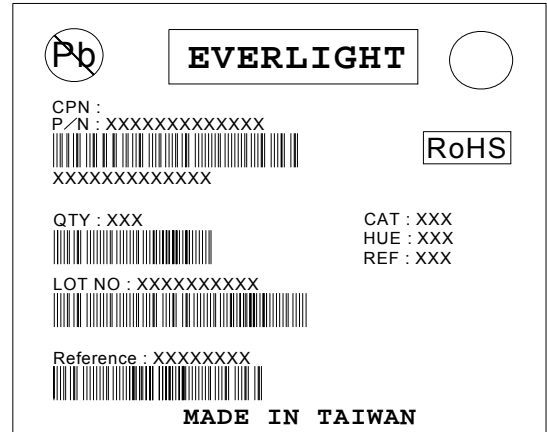 Pb
EVERLIGHT
CPN :
P/N : XXXXXXXXXXXXX
RoHS
XXXXXXXXXXXXX
QTY : XXX
CAT : XXX
HUE : XXX
REF : XXX
LOT NO : XXXXXXXXXX
Reference : XXXXXXXX
MADE IN TAIWAN